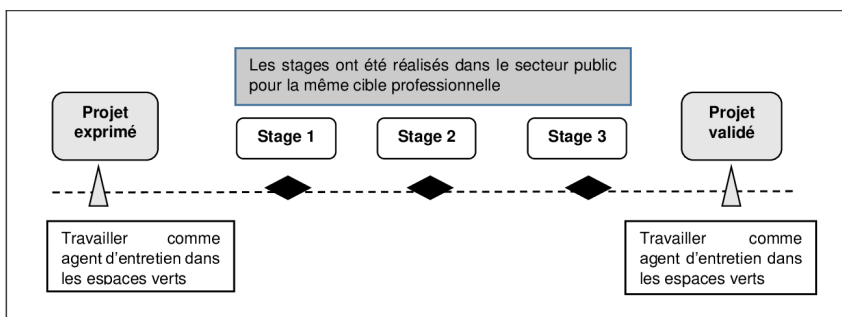 Les stages ont été réalisés dans le secteur public
pour la même cible professionnelle
Projet
exprimé
Stage 1
Stage 2
Stage 3
Projet
validé
Travailler comme
agent d'entretien dans
les espaces verts
Travailler comme
agent d'entretien dans
les espaces verts